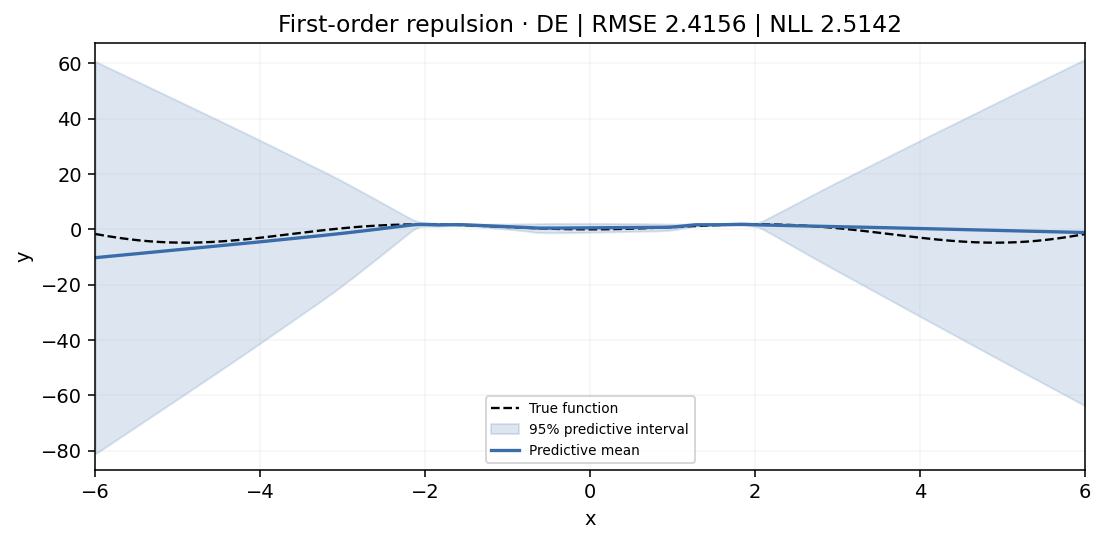 First-order repulsion · DE | RMSE 2.4156 | NLL 2.5142
60
40
20
0
−20
−40
−60
−80
y
True function
95% predictive interval
Predictive mean
−6
−4
−2
0
2
4
6
x